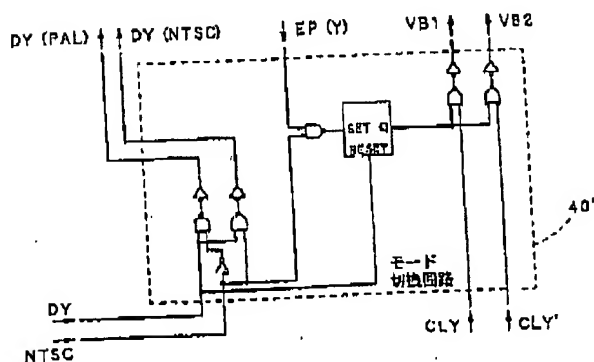 DY (PAL)
DY (NTSC)
EP (Y)
VB1
VB2
SET Q
RESET
40'
モード
切換回路
DY
NTSC
CLY
CLY'